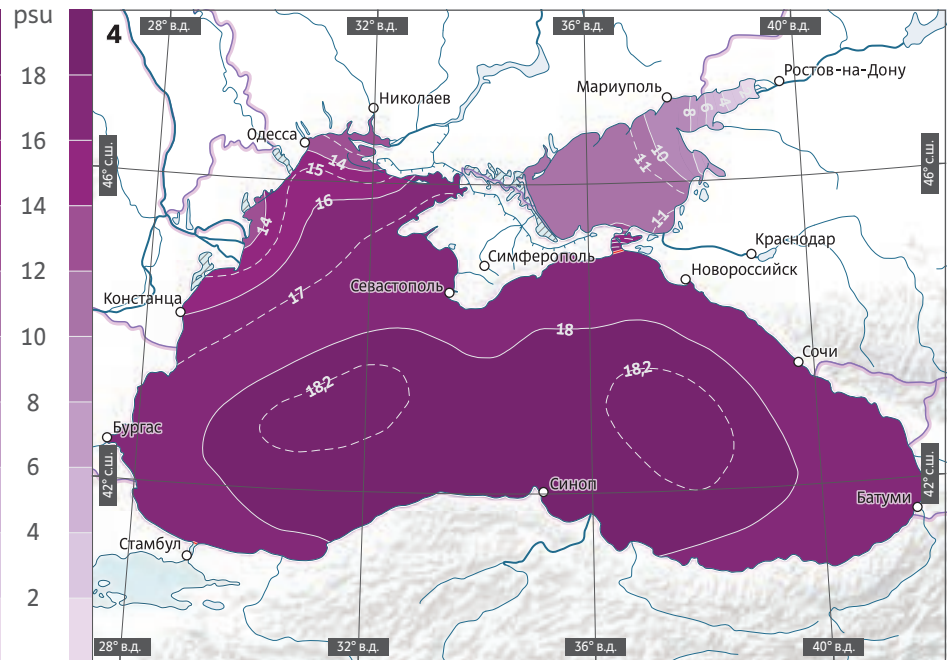 psu
18
16
14
12
10
8
6
4
2
4
28° в.д.
32° в.д.
36° в.д.
40° в.д.
Ростов-на-Дону
Мариуполь
Николаев
Одесса
46° с.ш.
46° с.ш.
8
6
4
2
10
11
11
14
15
16
14
17
Краснодар
Симферополь
Новороссийск
Севастополь
Констанца
18
Сочи
18,2
18,2
Бургас
42° с.ш.
42° с.ш.
Синоп
Батуми
Стамбул
28° в.д.
32° в.д.
36° в.д.
40° в.д.